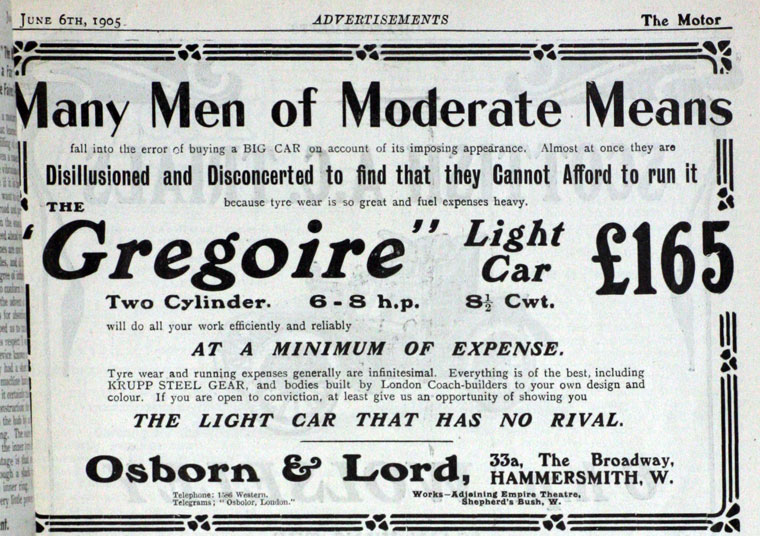 JUNE 6TH, 1905. ADVERTISEMENTS The Motor
Many Men of Moderate Means
fall into the error of buying a BIG CAR on account of its imposing appearance. Almost at once they are
Disillusioned and Disconcerted to find that they Cannot Afford to run it
because tyre wear is so great and fuel expenses heavy.
THE
"Gregoire" Light Car £165
Two Cylinder. 6-8 h.p. 8½ Cwt.
will do all your work efficiently and reliably
AT A MINIMUM OF EXPENSE.
Tyre wear and running expenses generally are infinitesimal. Everything is of the best, including
KRUPP STEEL GEAR, and bodies built by London Coach-builders to your own design and
colour. If you are open to conviction, at least give us an opportunity of showing you
THE LIGHT CAR THAT HAS NO RIVAL.
Osborn & Lord, 33a, The Broadway,
HAMMERSMITH, W.
Telephone: Western.
Telegrams; "Osbolor, London."
Works—Adjoining Empire Theatre,
Shepherd's Bush, W.